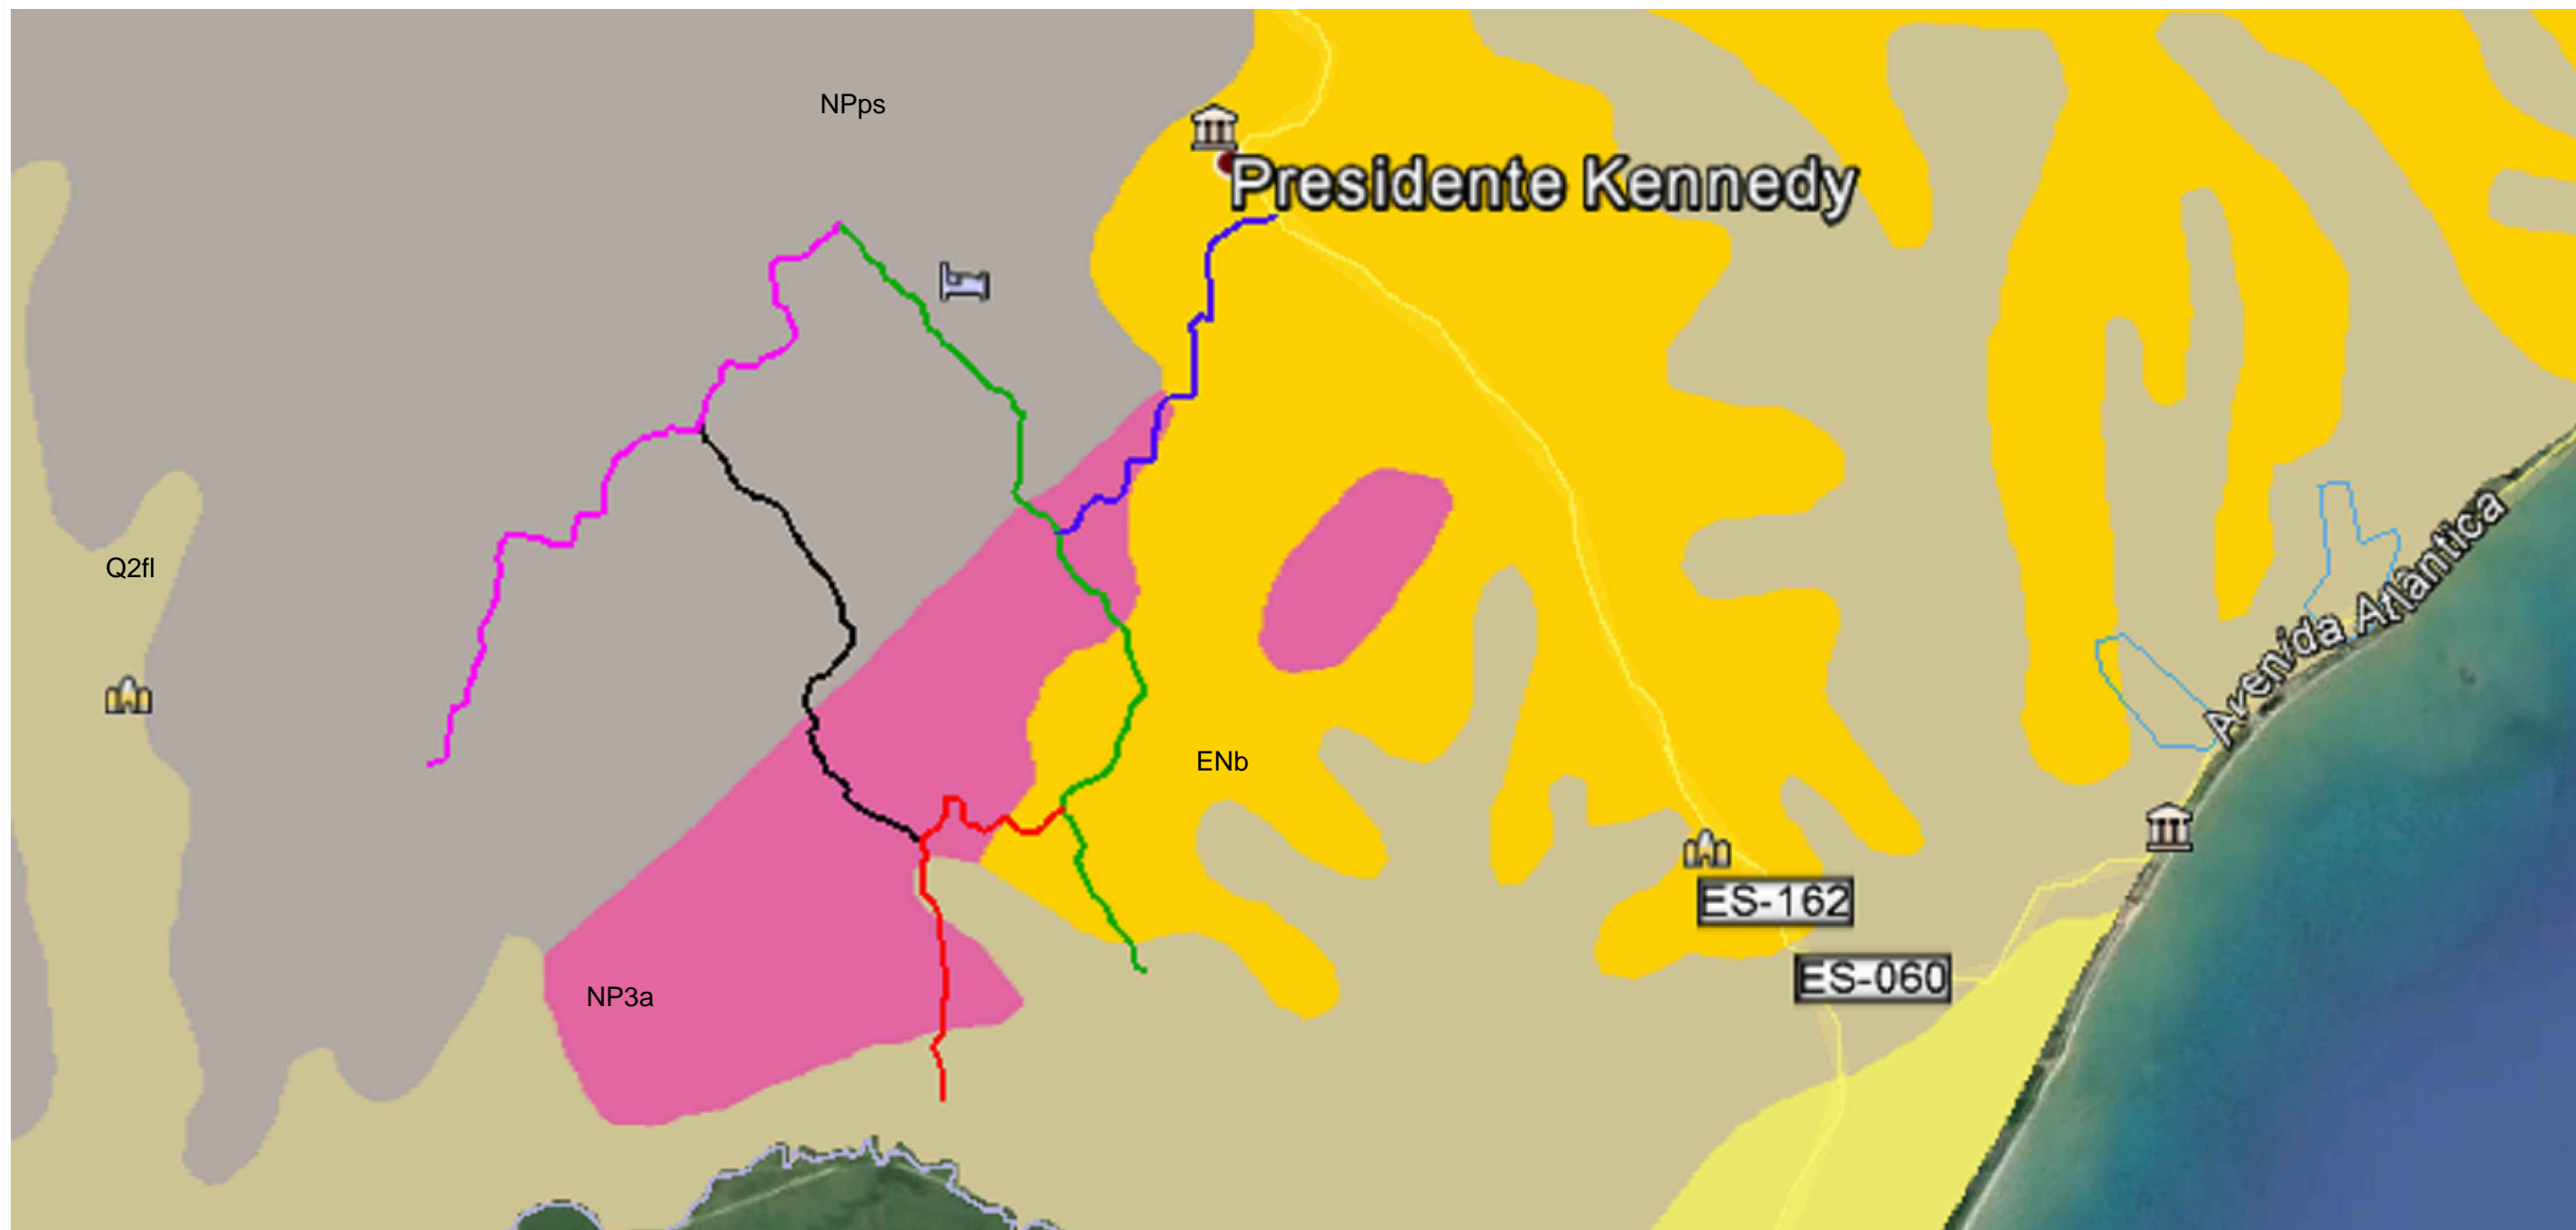 NPps
Presidente Kennedy
Q2fl
Avenida Atlântica
ENb
ES-162
ES-060
NP3a